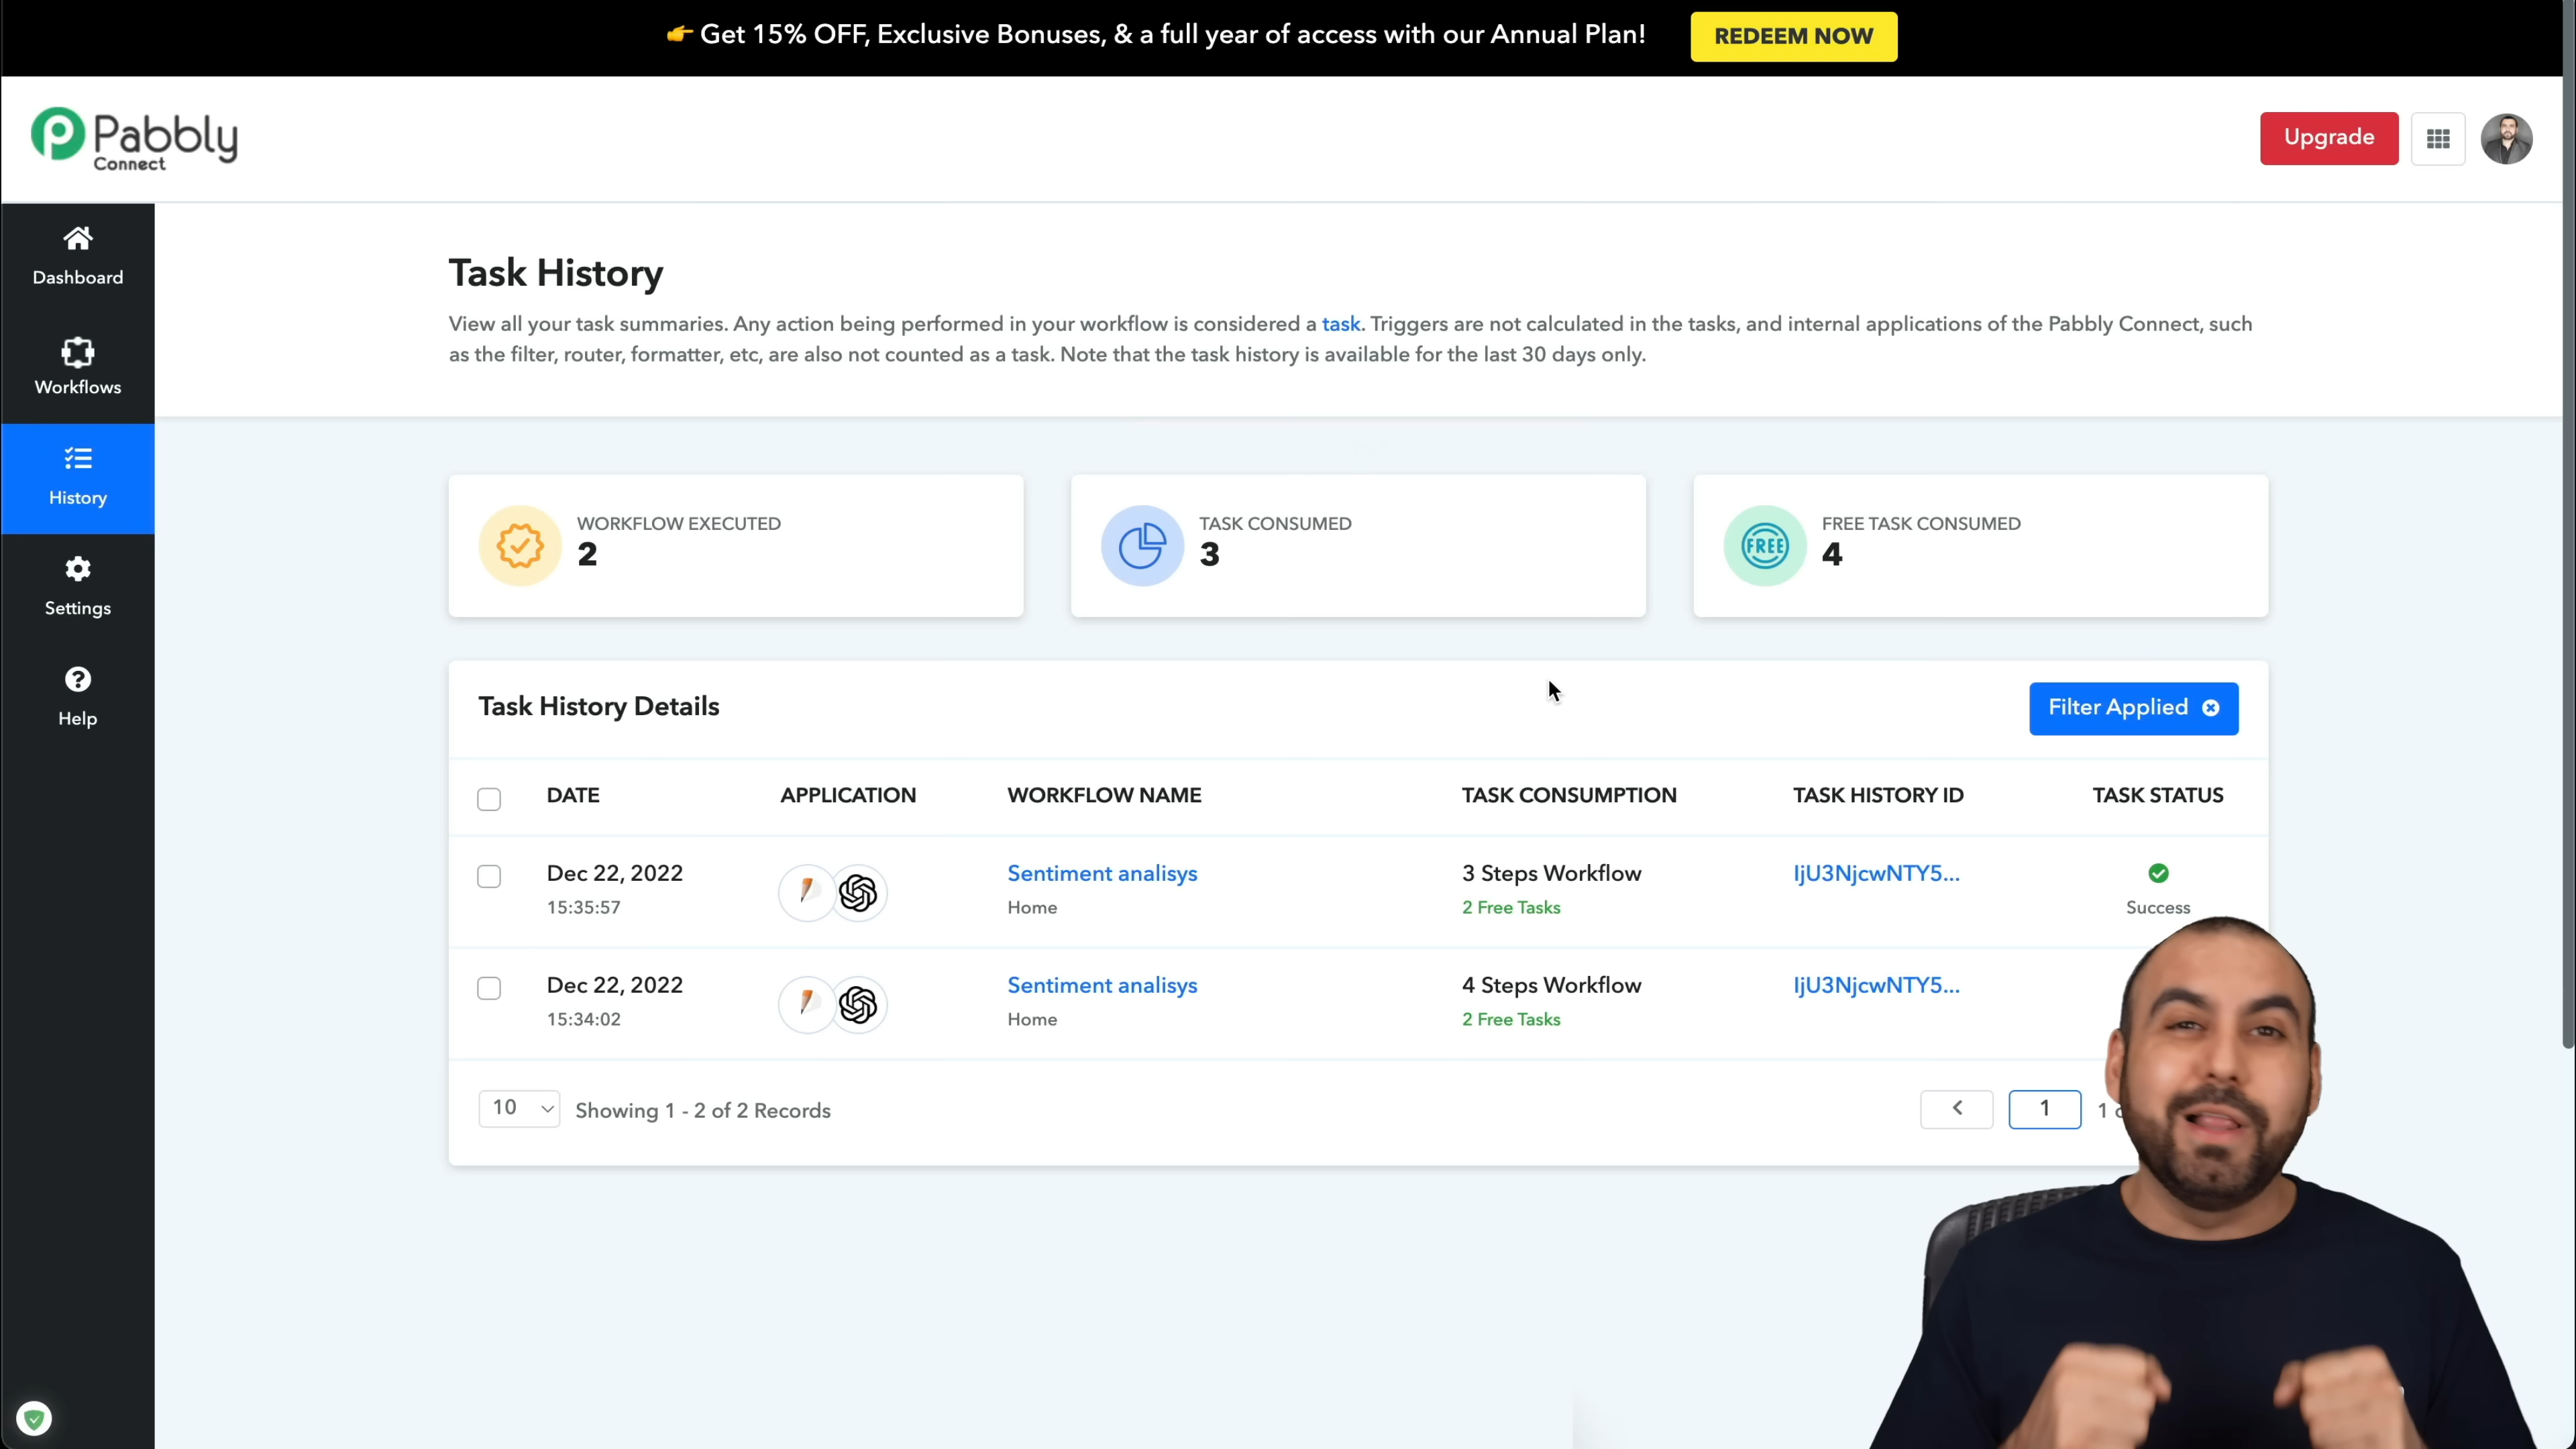 👉 Get 15% OFF, Exclusive Bonuses, & a full year of access with our Annual Plan!
REDEEM NOW
Pabbly
Connect
Upgrade
Dashboard
Workflows
History
Settings
Help
Task History
View all your task summaries. Any action being performed in your workflow is considered a task. Triggers are not calculated in the tasks, and internal applications of the Pabbly Connect, such
as the filter, router, formatter, etc, are also not counted as a task. Note that the task history is available for the last 30 days only.
WORKFLOW EXECUTED
2
TASK CONSUMED
3
FREE
FREE TASK CONSUMED
4
Task History Details
Filter Applied
DATE APPLICATION WORKFLOW NAME TASK CONSUMPTION TASK HISTORY ID TASK STATUS
Dec 22, 2022 Sentiment analisys 3 Steps Workflow IjU3NjcwNTY5...
15:35:57 Home 2 Free Tasks Success
Dec 22, 2022 Sentiment analisys 4 Steps Workflow IjU3NjcwNTY5...
15:34:02 Home 2 Free Tasks
10 Showing 1 - 2 of 2 Records
1 1